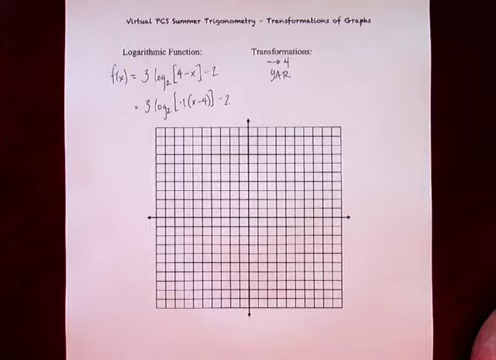 Virtual PCS Summer Trigonometry - Transformations of Graphs
Logarithmic Function:
Transformations:
f(x) = 3 log₂[4-x] - 2
= 3 log₂[-1(x-4)] - 2
→ 4
YAR